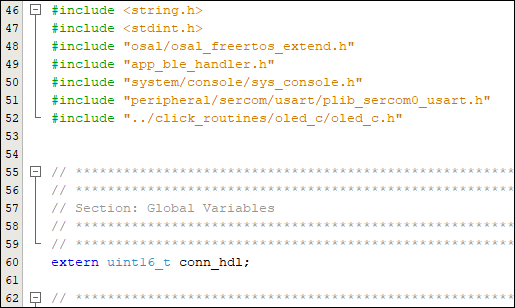 46 #include <string.h>
47 #include <stdint.h>
48 #include "osal/osal_freertos_extend.h"
49 #include "app_ble_handler.h"
50 #include "system/console/sys_console.h"
51 #include "peripheral/sercom/usart/plib_sercom0_usart.h"
52 #include "../click_routines/oled_c/oled_c.h"
53
54
55 // *******************************************************
56 // *******************************************************
57 // Section: Global Variables
58 // *******************************************************
59 // *******************************************************
60 extern uint16_t conn_hdl;
61
62 // *******************************************************